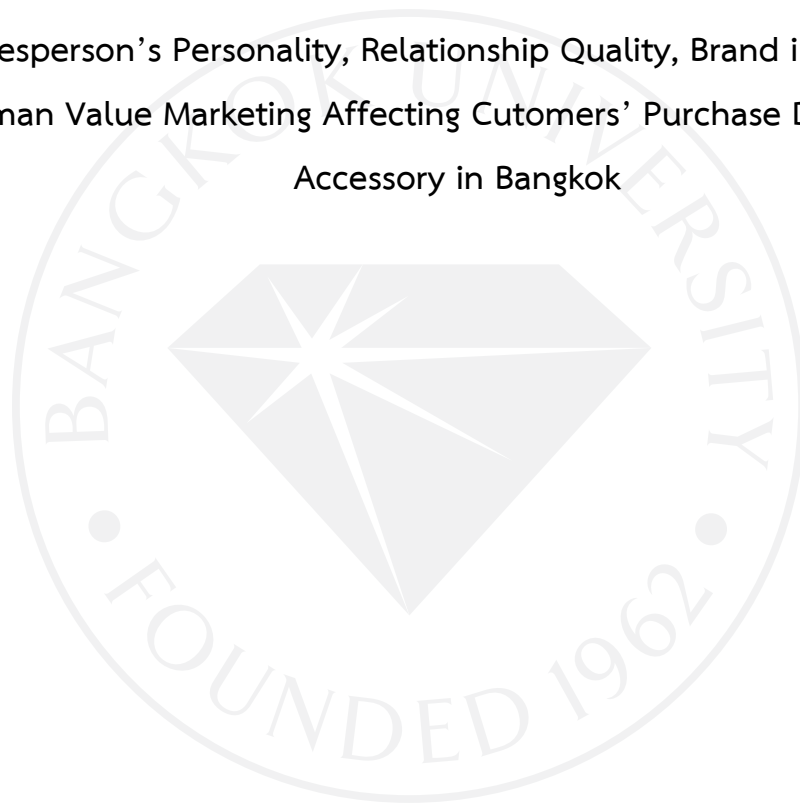 esperson’s Personality, Relationship Quality, Brand i
man Value Marketing Affecting Cutomers’ Purchase D
Accessory in Bangkok
BANGKOK UNIVERSITY
• FOUNDED 1962 •